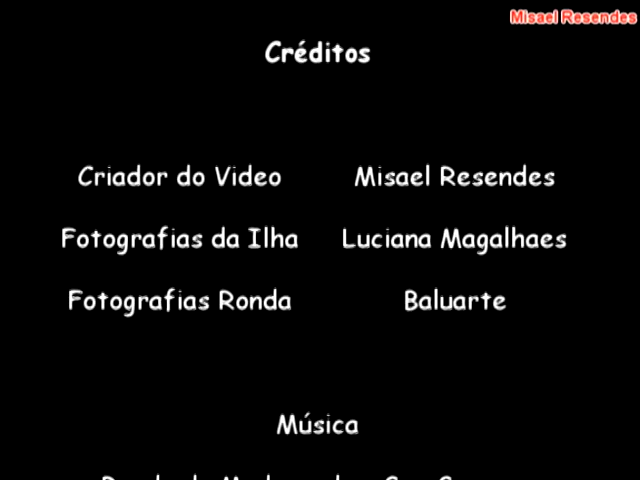 Misael Resendes
Créditos
Criador do Video Misael Resendes
Fotografias da Ilha Luciana Magalhaes
Fotografias Ronda Baluarte
Música